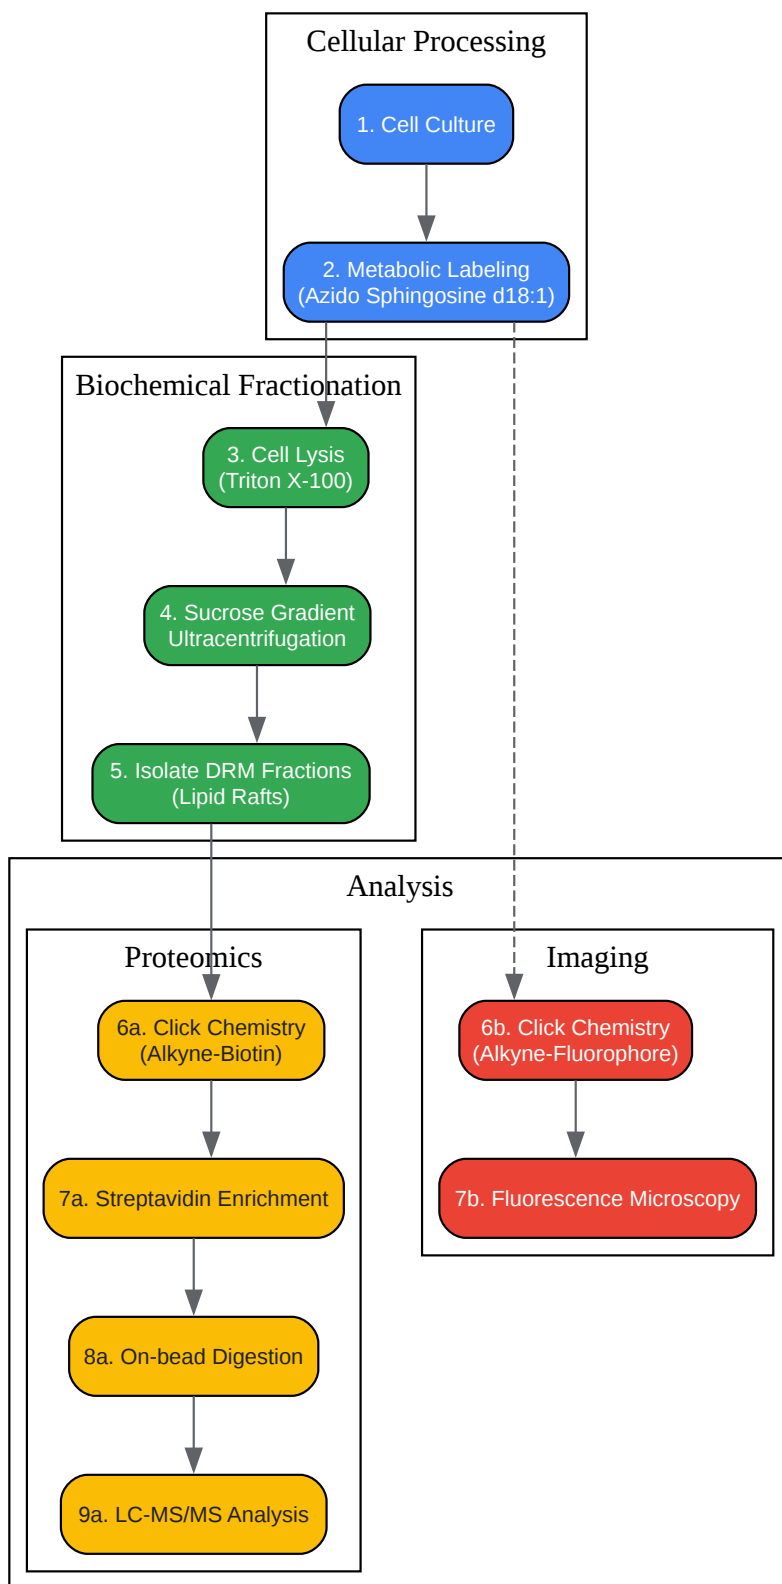 Cellular Processing
1. Cell Culture
2. Metabolic Labeling
(Azido Sphingosine d18:1)
Biochemical Fractionation
3. Cell Lysis
(Triton X-100)
4. Sucrose Gradient
Ultracentrifugation
5. Isolate DRM Fractions
(Lipid Rafts)
Analysis
Proteomics
6a. Click Chemistry
(Alkyne-Biotin)
7a. Streptavidin Enrichment
8a. On-bead Digestion
9a. LC-MS/MS Analysis
Imaging
6b. Click Chemistry
(Alkyne-Fluorophore)
7b. Fluorescence Microscopy